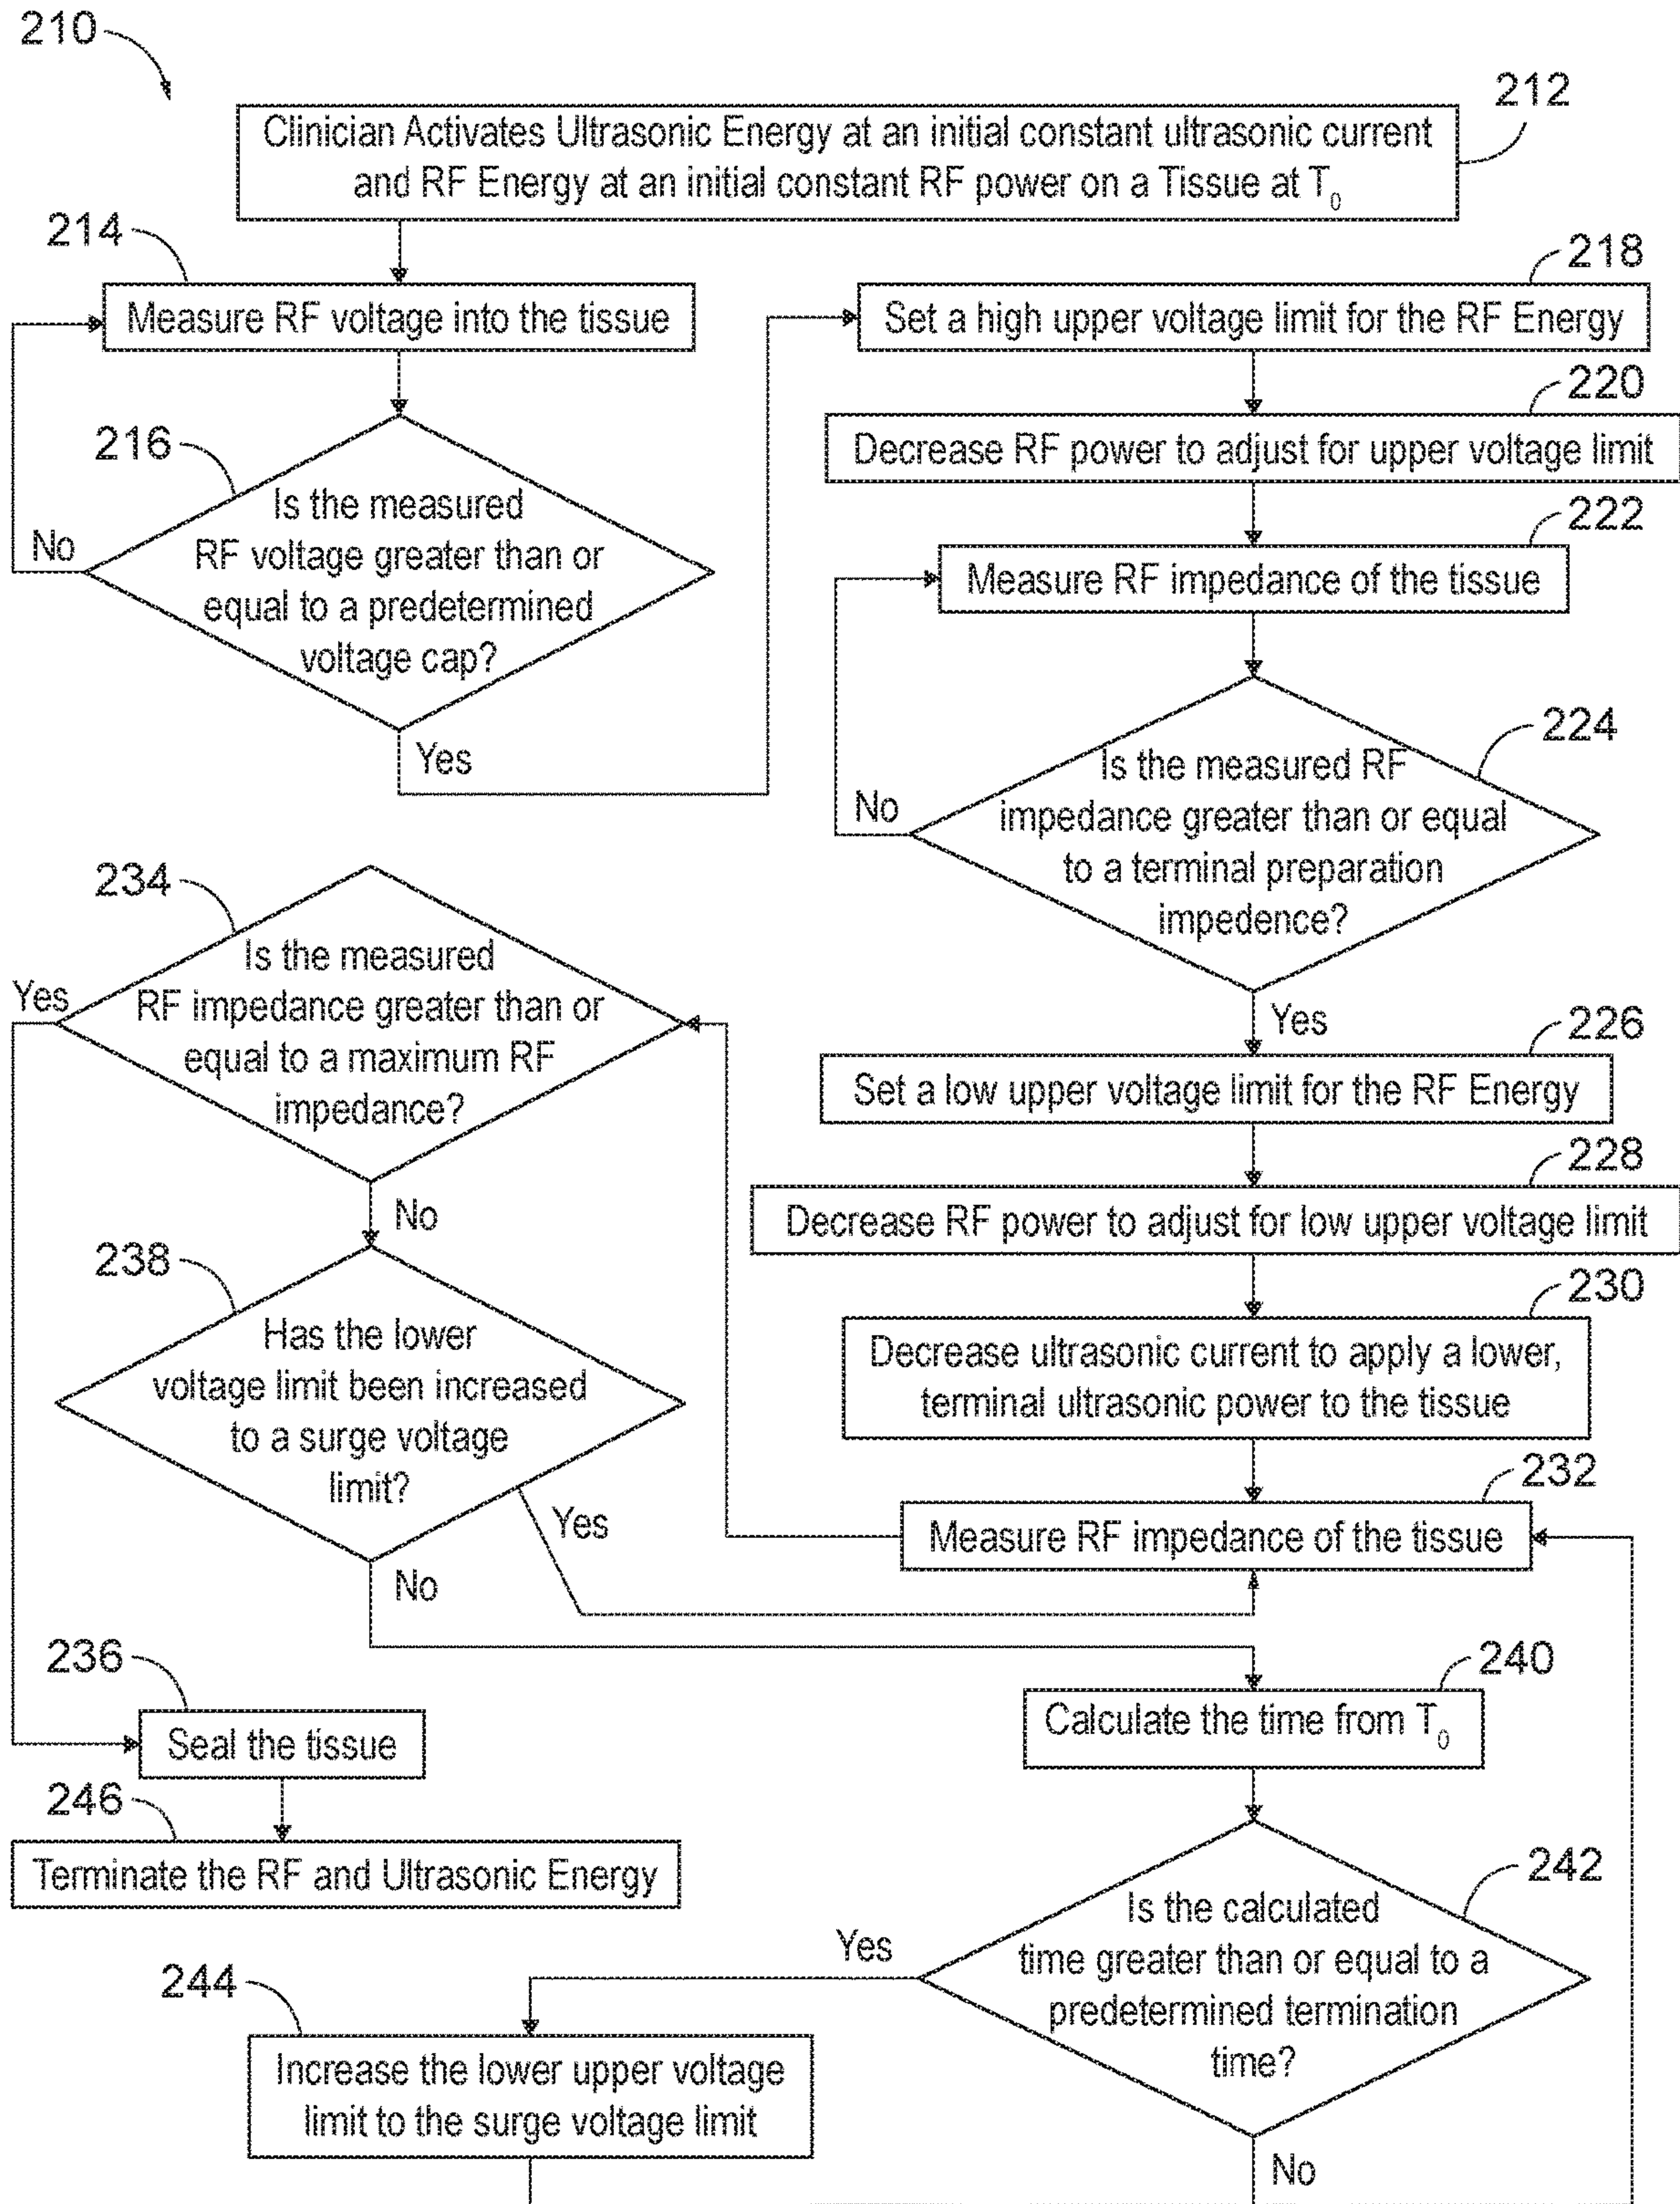 210
212
Clinician Activates Ultrasonic Energy at an initial constant ultrasonic current
and RF Energy at an initial constant RF power on a Tissue at T0
214
Measure RF voltage into the tissue
216
Is the measured
RF voltage greater than or
equal to a predetermined
voltage cap?
No
Yes
218
Set a high upper voltage limit for the RF Energy
220
Decrease RF power to adjust for upper voltage limit
222
Measure RF impedance of the tissue
224
Is the measured RF
impedance greater than or equal
to a terminal preparation
impedence?
No
Yes
226
Set a low upper voltage limit for the RF Energy
228
Decrease RF power to adjust for low upper voltage limit
230
Decrease ultrasonic current to apply a lower,
terminal ultrasonic power to the tissue
232
Measure RF impedance of the tissue
234
Is the measured
RF impedance greater than or
equal to a maximum RF
impedance?
Yes
No
238
Has the lower
voltage limit been increased
to a surge voltage
limit?
Yes
No
236
Seal the tissue
246
Terminate the RF and Ultrasonic Energy
240
Calculate the time from T0
242
Is the calculated
time greater than or equal to a
predetermined termination
time?
Yes
No
244
Increase the lower upper voltage
limit to the surge voltage limit